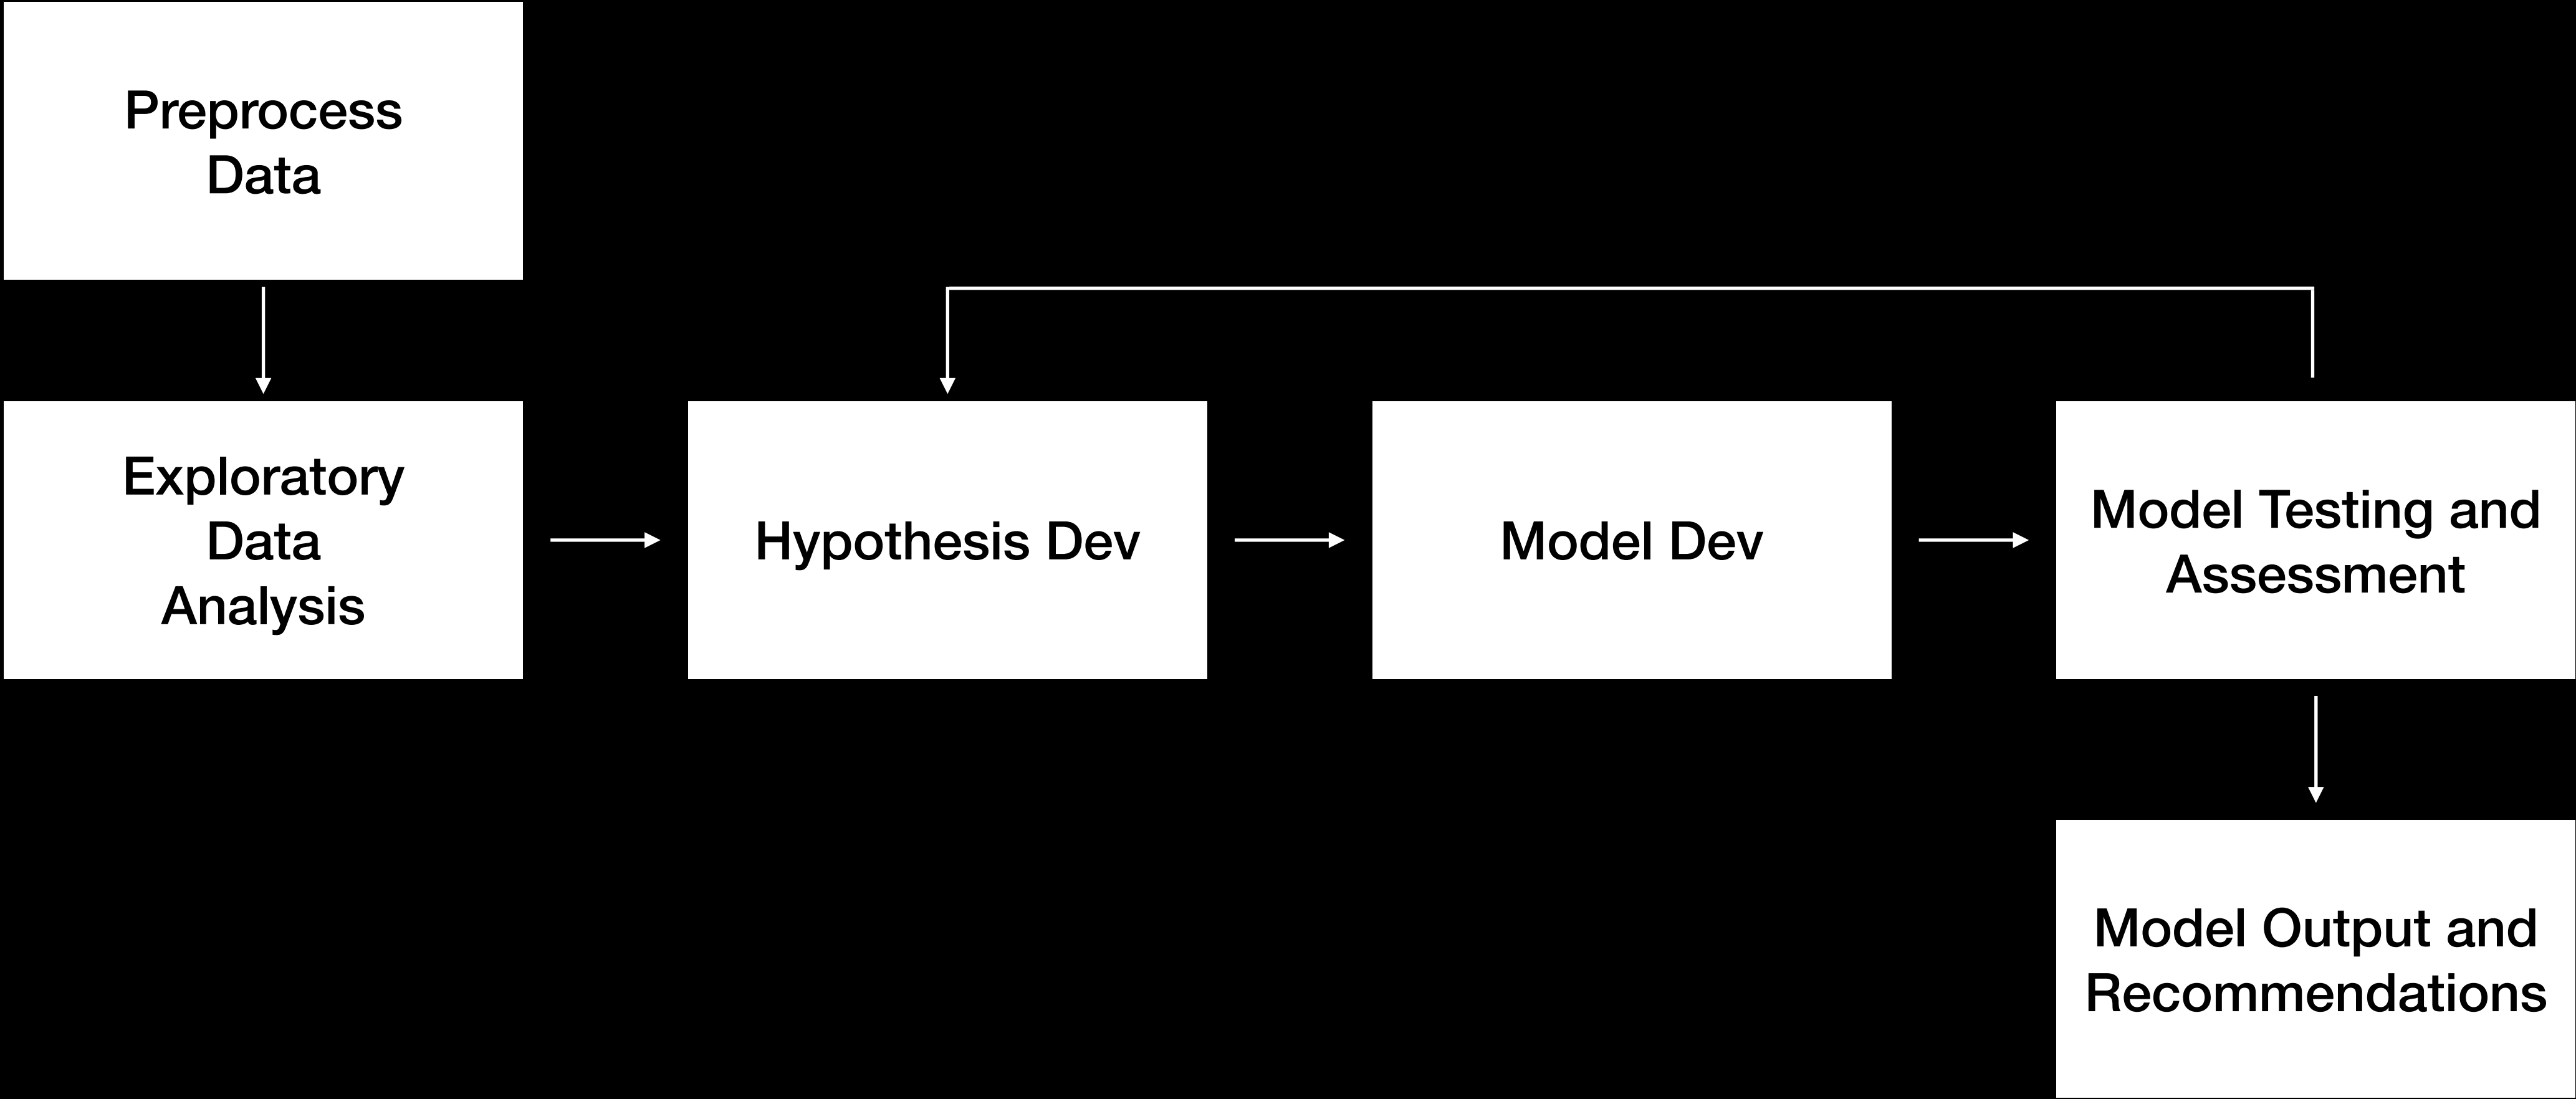 Preprocess
Data
Exploratory
Data
Analysis
Hypothesis Dev
Model Dev
Model Testing and
Assessment
Model Output and
Recommendations